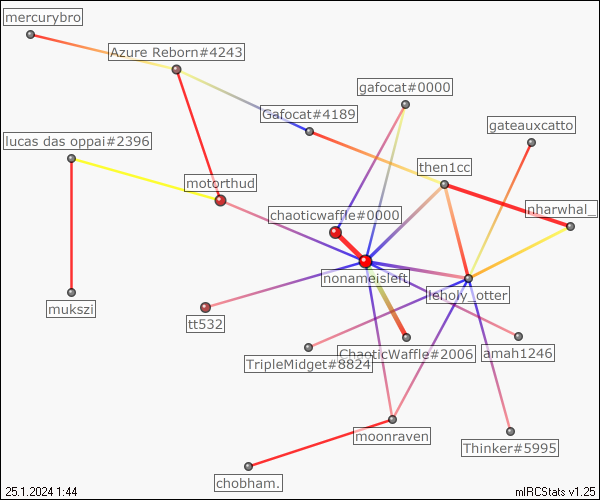 mercurybro
Azure Reborn#4243
gafocat#0000
Gafocat#4189
gateauxcatto
lucas das oppai#2396
then1cc
motorthud
chaoticwaffle#0000
nharwhal_
nonameisleft
leholy_otter
mukszi
tt532
ChaoticWaffle#2006
amah1246
TripleMidget#8824
moonraven
Thinker#5995
chobham.
25.1.2024 1:44
mIRCStats v1.25